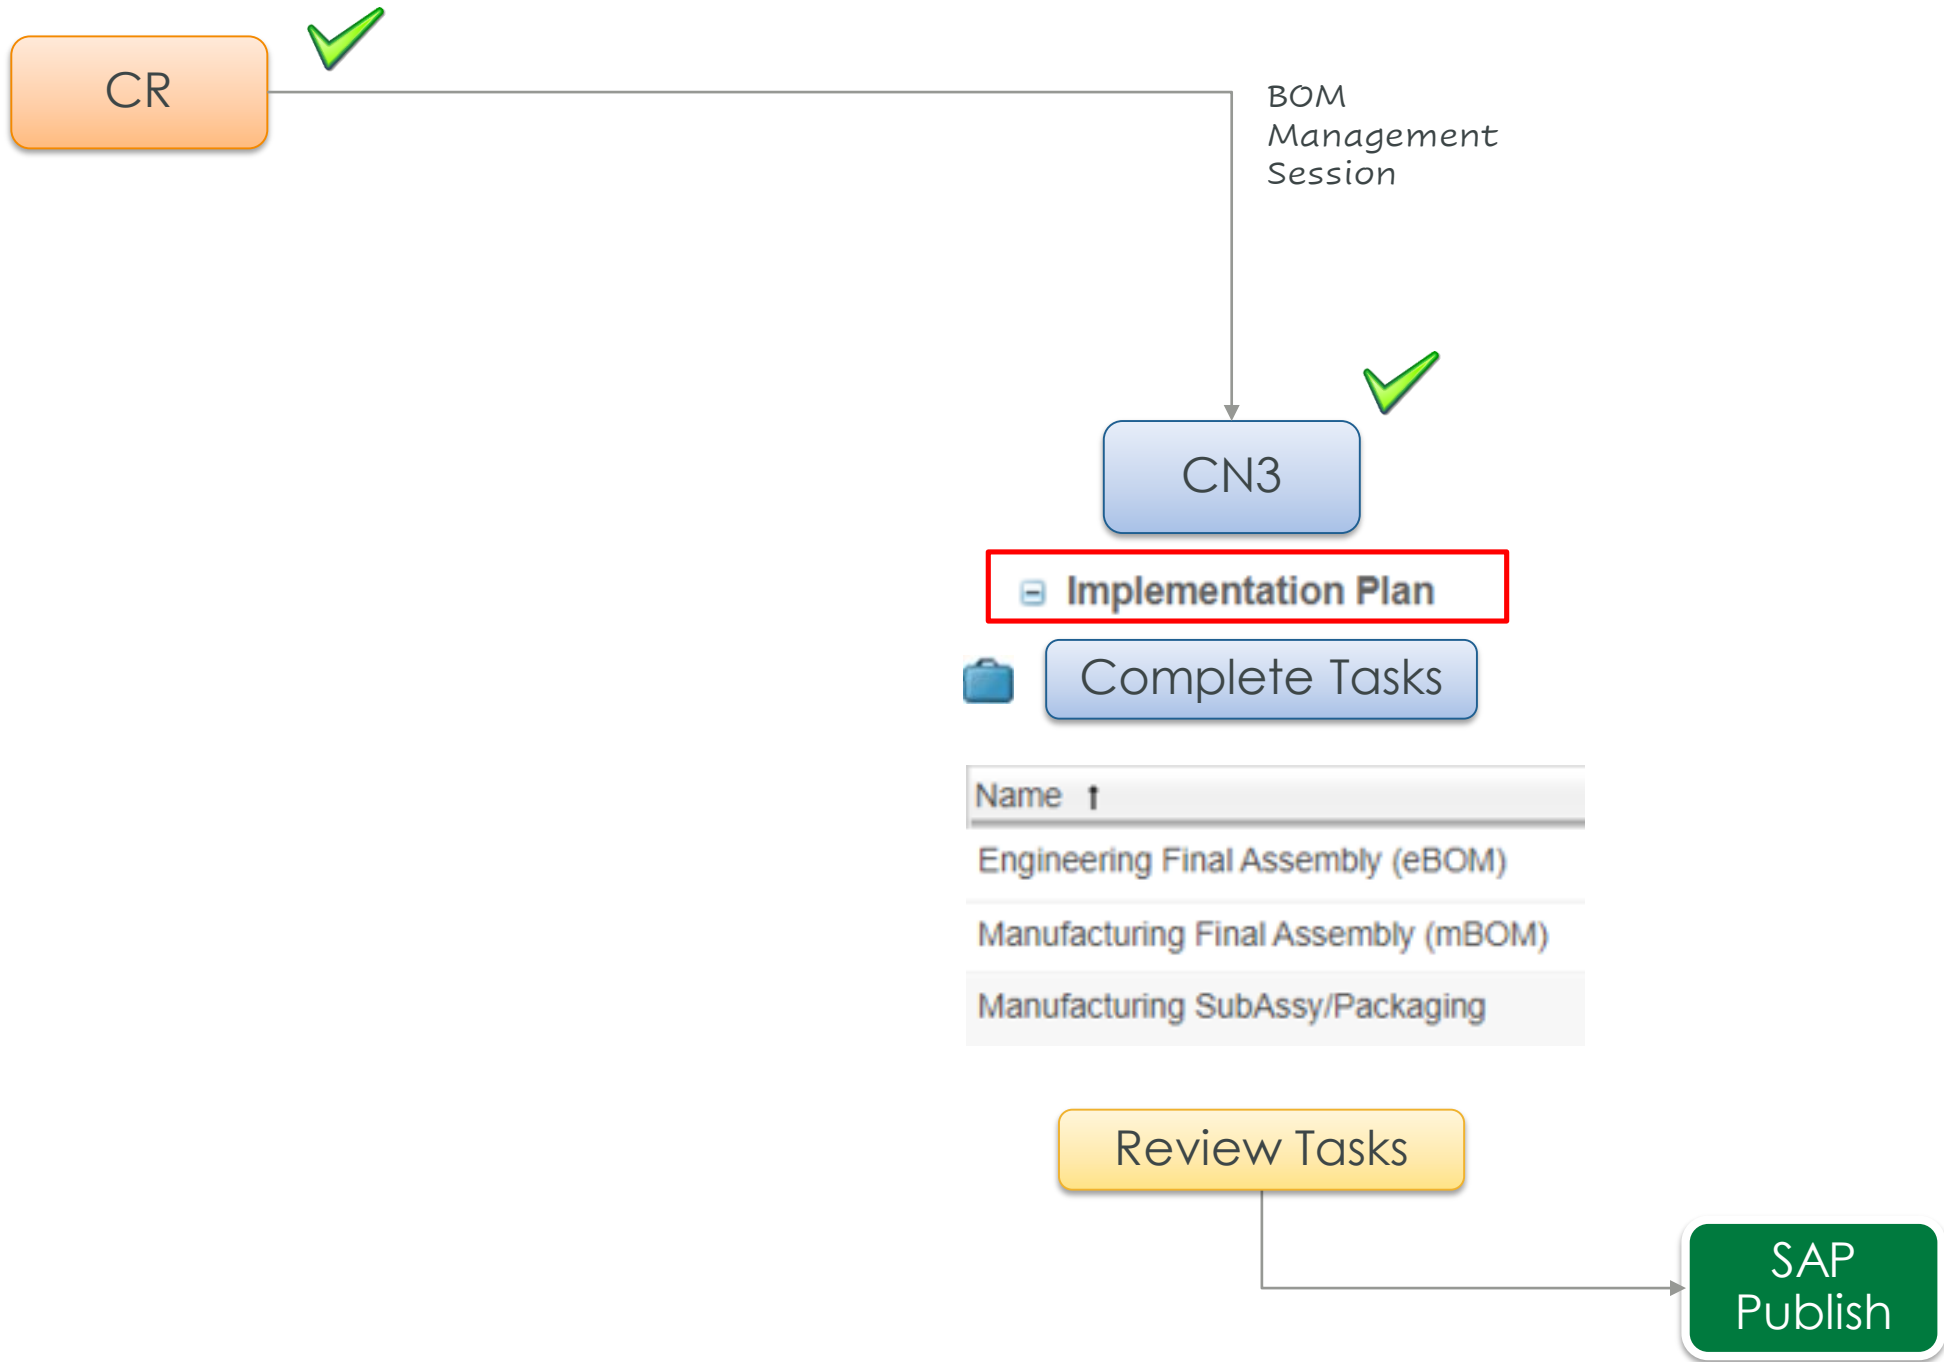 CR
BOM
Management
Session
CN3
Implementation Plan
Complete Tasks
Name
Engineering Final Assembly (eBOM)
Manufacturing Final Assembly (mBOM)
Manufacturing SubAssy/Packaging
Review Tasks
SAP
Publish